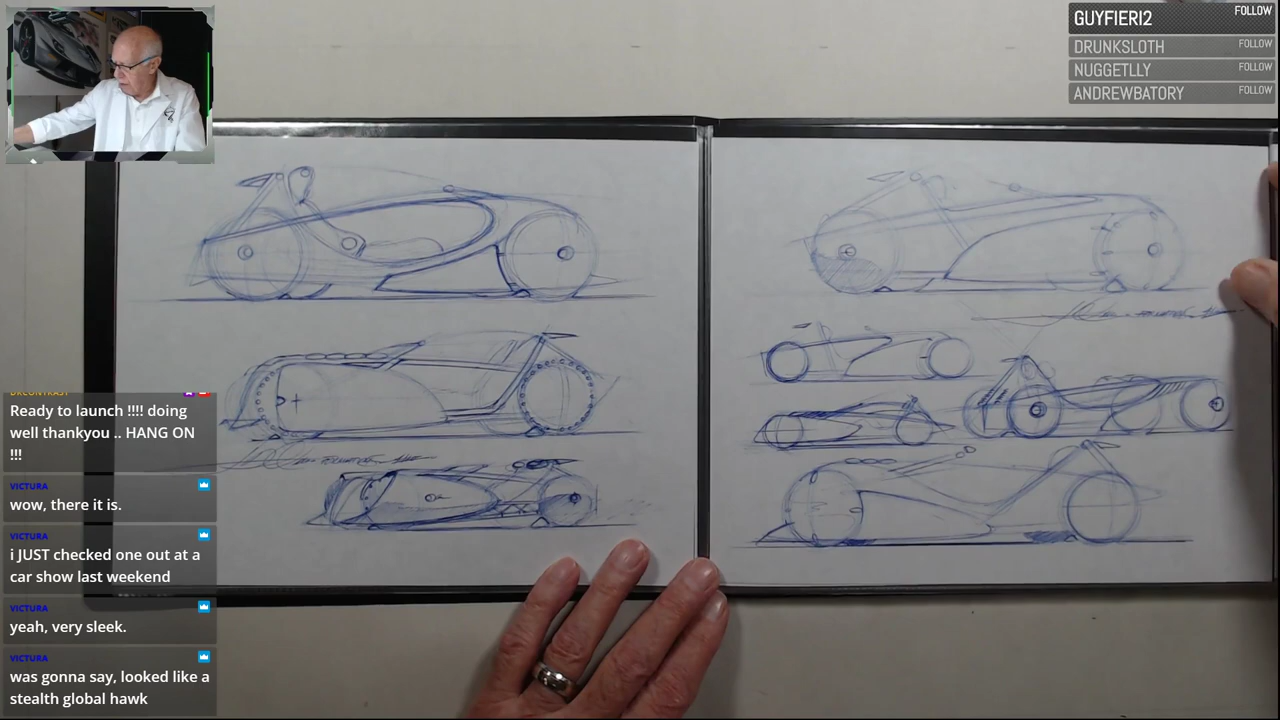 GUYFIERI2 FOLLOW
DRUNKSLOTH FOLLOW
NUGGETLLY FOLLOW
ANDREWBATORY FOLLOW
DRCONTRAST
Ready to launch !!!! doing
well thankyou .. HANG ON
!!!
VICTURA
wow, there it is.
VICTURA
i JUST checked one out at a
car show last weekend
VICTURA
yeah, very sleek.
VICTURA
was gonna say, looked like a
stealth global hawk